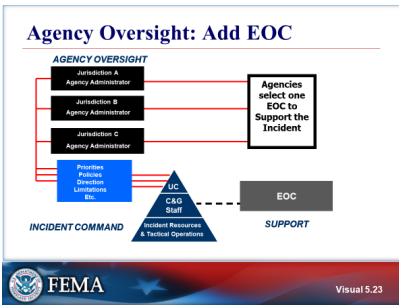 Agency Oversight: Add EOC
AGENCY OVERSIGHT
Jurisdiction A
Agency Administrator
Jurisdiction B
Agency Administrator
Jurisdiction C
Agency Administrator
Agencies
select one
EOC to
Support the
Incident
Priorities
Policies
Direction
Limitations
Etc.
UC
C&G
Staff
Incident Resources
& Tactical Operations
EOC
INCIDENT COMMAND
SUPPORT
FEMA
Visual 5.23